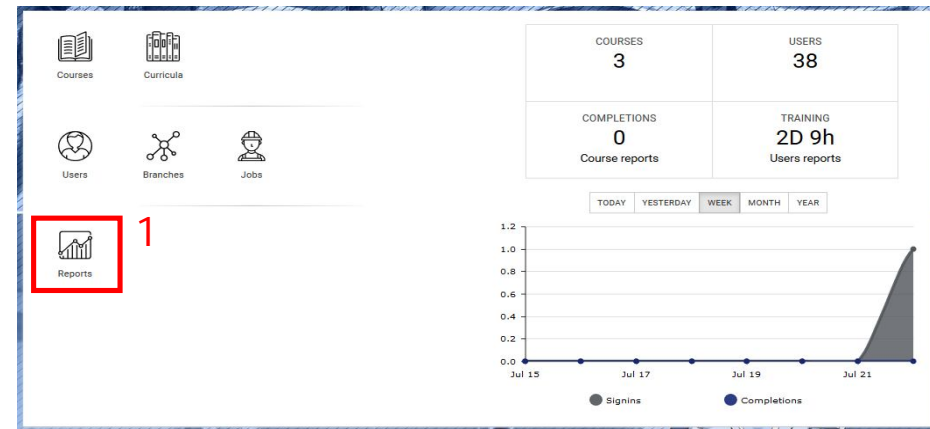 Courses Curricula
Users Branches Jobs
Reports
1
COURSES USERS
3 38
COMPLETIONS TRAINING
0 2D 9h
Course reports Users reports
TODAY YESTERDAY WEEK MONTH YEAR
1.2
1.0
0.8
0.6
0.4
0.2
0.0
Jul 15 Jul 17 Jul 19 Jul 21
Signins Completions